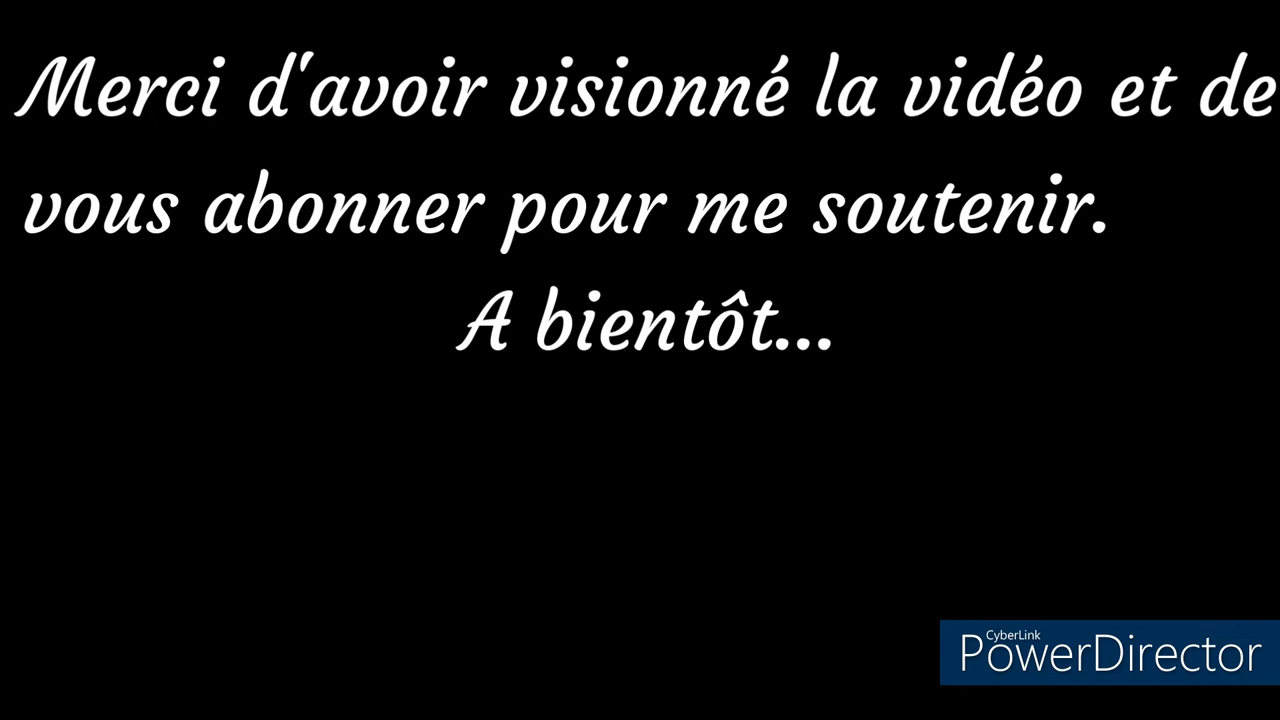 Merci d'avoir visionné la vidéo et de
vous abonner pour me soutenir.
A bientôt...
CyberLink
PowerDirector